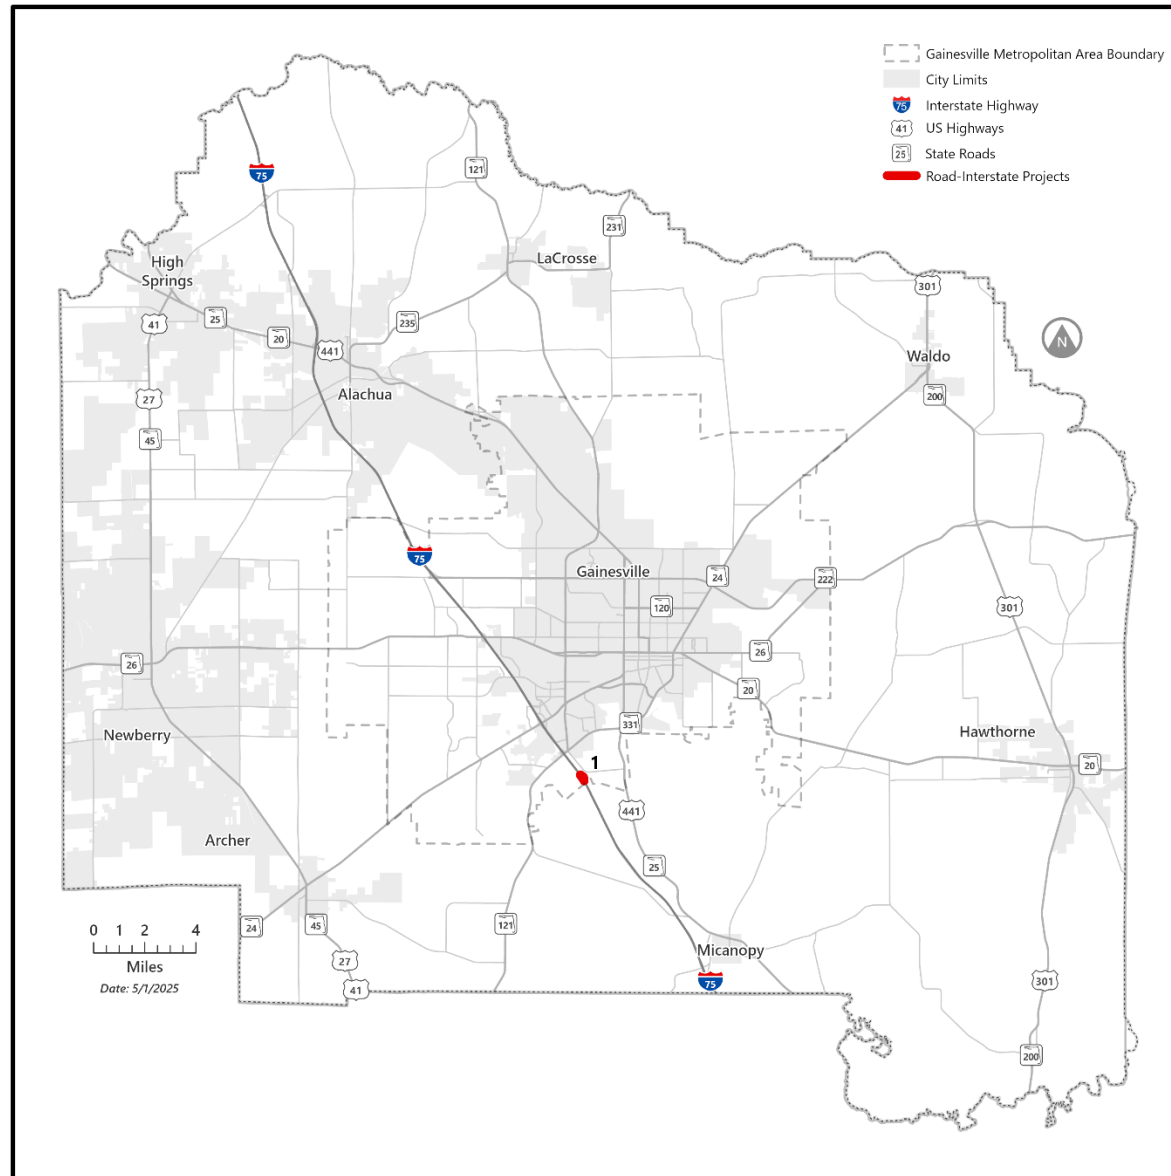 Gainesville Metropolitan Area Boundary
City Limits
75 Interstate Highway
41 US Highways
25 State Roads
Road-Interstate Projects
75
121
231
LaCrosse
High
Springs
301
41
25
235
20
441
N
Waldo
Alachua
27
200
45
75
Gainesville
24
222
120
301
26
26
20
331
Newberry
Hawthorne
1
20
441
Archer
25
24
45
121
0 1 2 4
Miles
Date: 5/1/2025
27
Micanopy
75
41
301
200